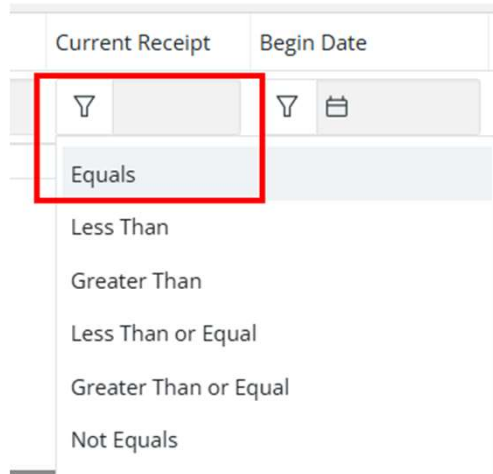 Current Receipt Begin Date
Equals
Less Than
Greater Than
Less Than or Equal
Greater Than or Equal
Not Equals